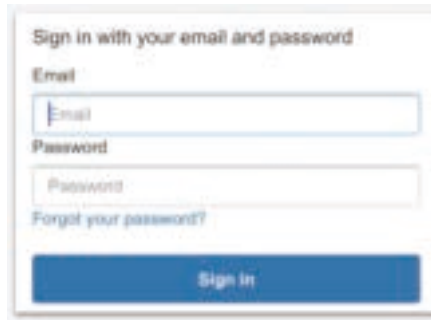 Sign in with your email and password
Email
Email
Password
Password
Forgot your password?
Sign in